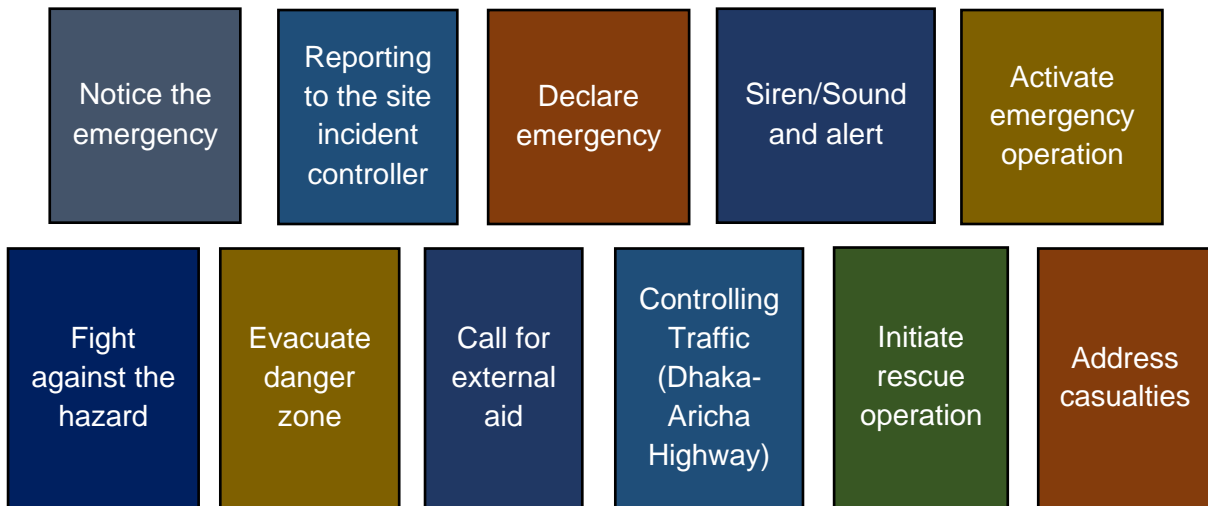 Notice the
emergency
Reporting
to the site
incident
controller
Declare
emergency
Siren/Sound
and alert
Activate
emergency
operation
Fight
against the
hazard
Evacuate
danger
zone
Call for
external
aid
Controlling
Traffic
(Dhaka-
Aricha
Highway)
Initiate
rescue
operation
Address
casualties